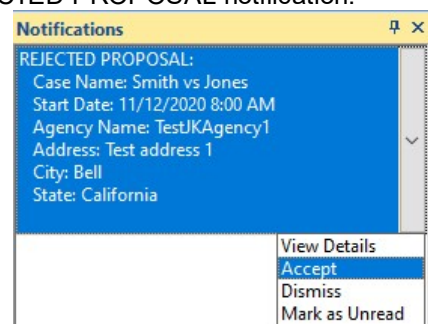 PROPOSAL notification.
Notifications
REJECTED PROPOSAL:
Case Name: Smith vs Jones
Start Date: 11/12/2020 8:00 AM
Agency Name: TestJKAgency1
Address: Test address 1
City: Bell
State: California
View Details
Accept
Dismiss
Mark as Unread